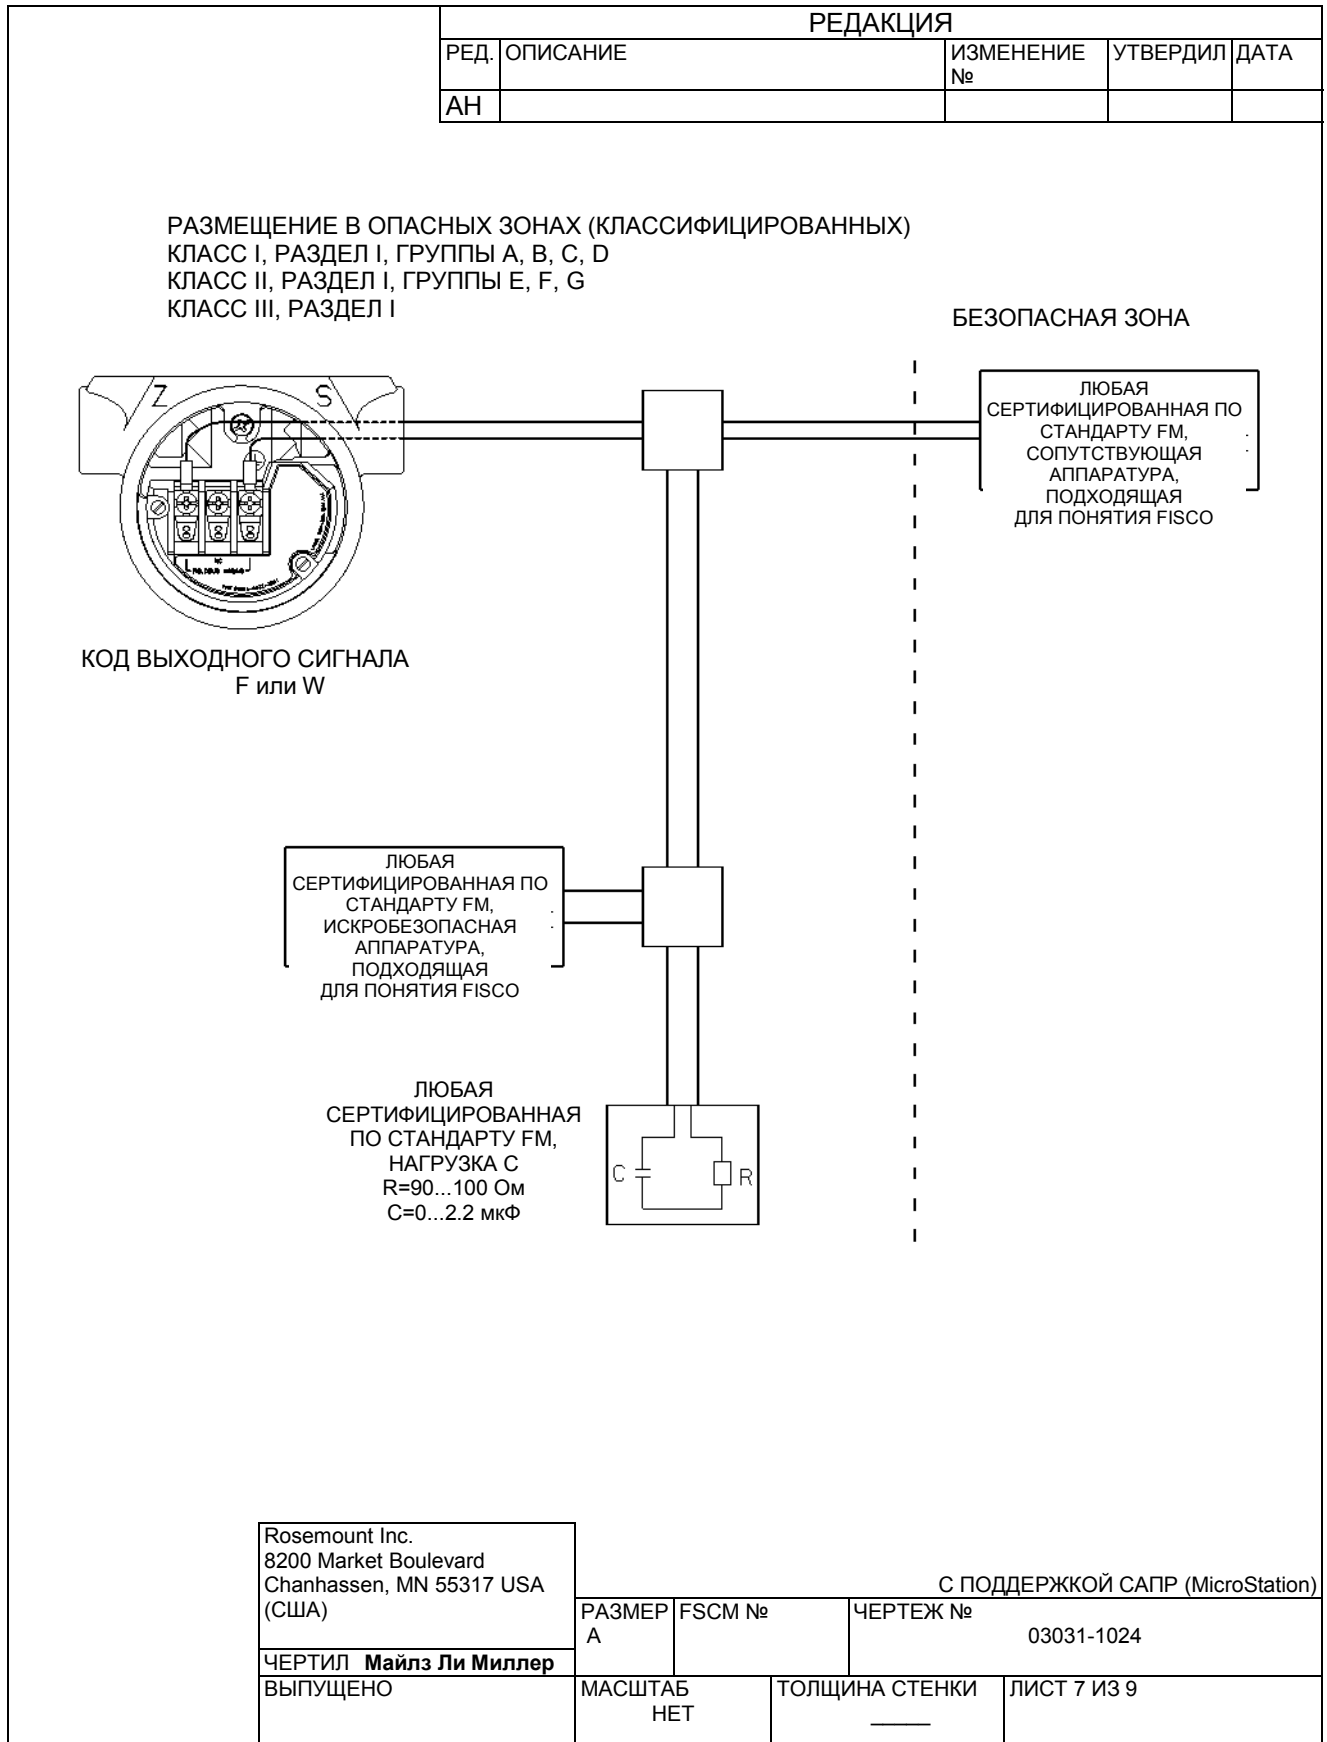 РЕДАКЦИЯ
РЕД. ОПИСАНИЕ ИЗМЕНЕНИЕ № УТВЕРДИЛ ДАТА
АН
РАЗМЕЩЕНИЕ В ОПАСНЫХ ЗОНАХ (КЛАССИФИЦИРОВАННЫХ)
КЛАСС I, РАЗДЕЛ I, ГРУППЫ A, B, C, D
КЛАСС II, РАЗДЕЛ I, ГРУППЫ E, F, G
КЛАСС III, РАЗДЕЛ I
БЕЗОПАСНАЯ ЗОНА
Z S
ЛЮБАЯ
СЕРТИФИЦИРОВАННАЯ ПО
СТАНДАРТУ FM,
СОПУТСТВУЮЩАЯ
АППАРАТУРА,
ПОДХОДЯЩАЯ
ДЛЯ ПОНЯТИЯ FISCO
КОД ВЫХОДНОГО СИГНАЛА
F или W
ЛЮБАЯ
СЕРТИФИЦИРОВАННАЯ ПО
СТАНДАРТУ FM,
ИСКРОБЕЗОПАСНАЯ
АППАРАТУРА,
ПОДХОДЯЩАЯ
ДЛЯ ПОНЯТИЯ FISCO
ЛЮБАЯ
СЕРТИФИЦИРОВАННАЯ
ПО СТАНДАРТУ FM,
НАГРУЗКА С
R=90...100 Ом
C=0...2.2 мкФ
C R
Rosemount Inc.
8200 Market Boulevard
Chanhassen, MN 55317 USA
(США)
С ПОДДЕРЖКОЙ САПР (MicroStation)
РАЗМЕР FSCM № ЧЕРТЕЖ №
А 03031-1024
ЧЕРТИЛ Майлз Ли Миллер
ВЫПУЩЕНО МАСШТАБ ТОЛЩИНА СТЕНКИ ЛИСТ 7 ИЗ 9
НЕТ _____